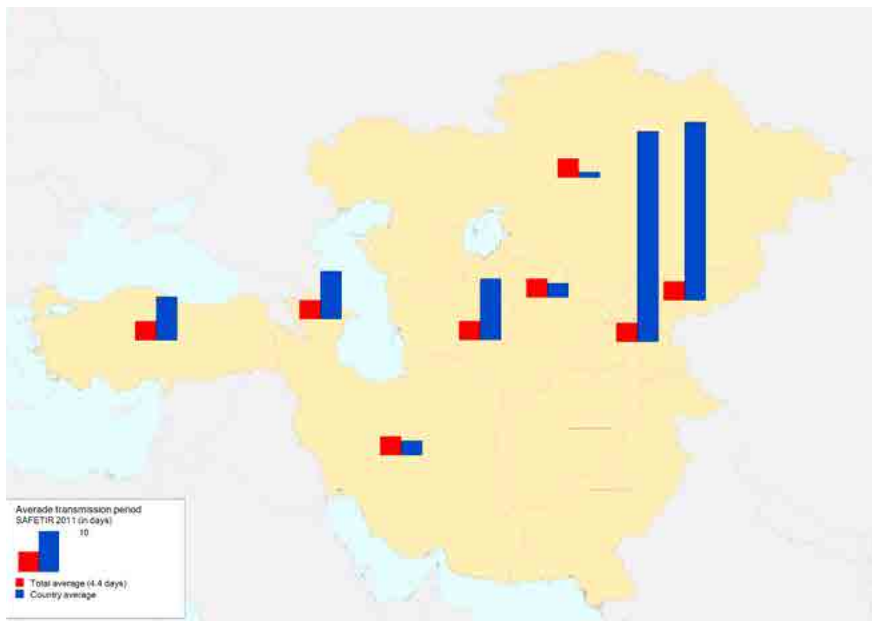 Averade transmission period
SAFETIR 2011 (in days)
10
Total average (4.4 days)
Country average